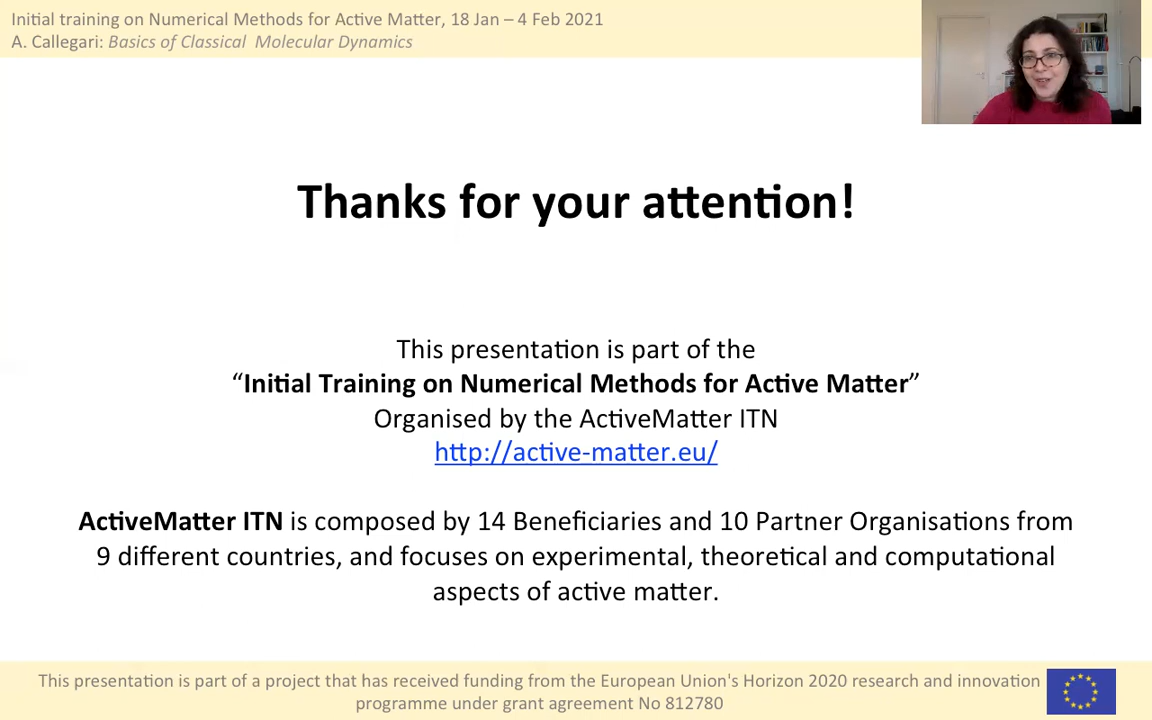 Initial training on Numerical Methods for Active Matter, 18 Jan – 4 Feb 2021
A. Callegari: Basics of Classical Molecular Dynamics
Thanks for your attention!
This presentation is part of the
“Initial Training on Numerical Methods for Active Matter”
Organised by the ActiveMatter ITN
http://active-matter.eu/
ActiveMatter ITN is composed by 14 Beneficiaries and 10 Partner Organisations from
9 different countries, and focuses on experimental, theoretical and computational
aspects of active matter.
This presentation is part of a project that has received funding from the European Union's Horizon 2020 research and innovation
programme under grant agreement No 812780